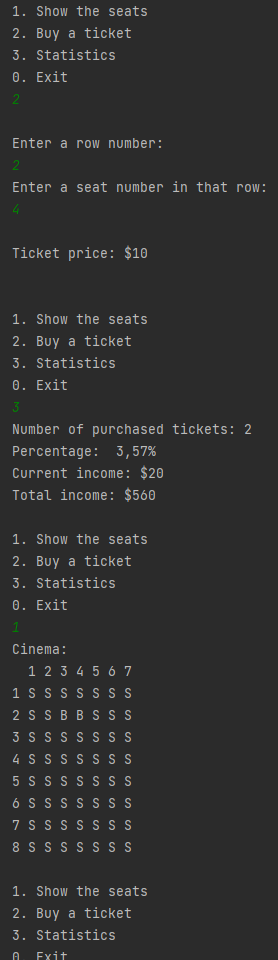 1. Show the seats
2. Buy a ticket
3. Statistics
0. Exit
2
Enter a row number:
2
Enter a seat number in that row:
4
Ticket price: $10
1. Show the seats
2. Buy a ticket
3. Statistics
0. Exit
3
Number of purchased tickets: 2
Percentage:  3,57%
Current income: $20
Total income: $560
1. Show the seats
2. Buy a ticket
3. Statistics
0. Exit
1
Cinema:
  1 2 3 4 5 6 7
1 S S S S S S S
2 S S B B S S S
3 S S S S S S S
4 S S S S S S S
5 S S S S S S S
6 S S S S S S S
7 S S S S S S S
8 S S S S S S S
1. Show the seats
2. Buy a ticket
3. Statistics
0. Exit